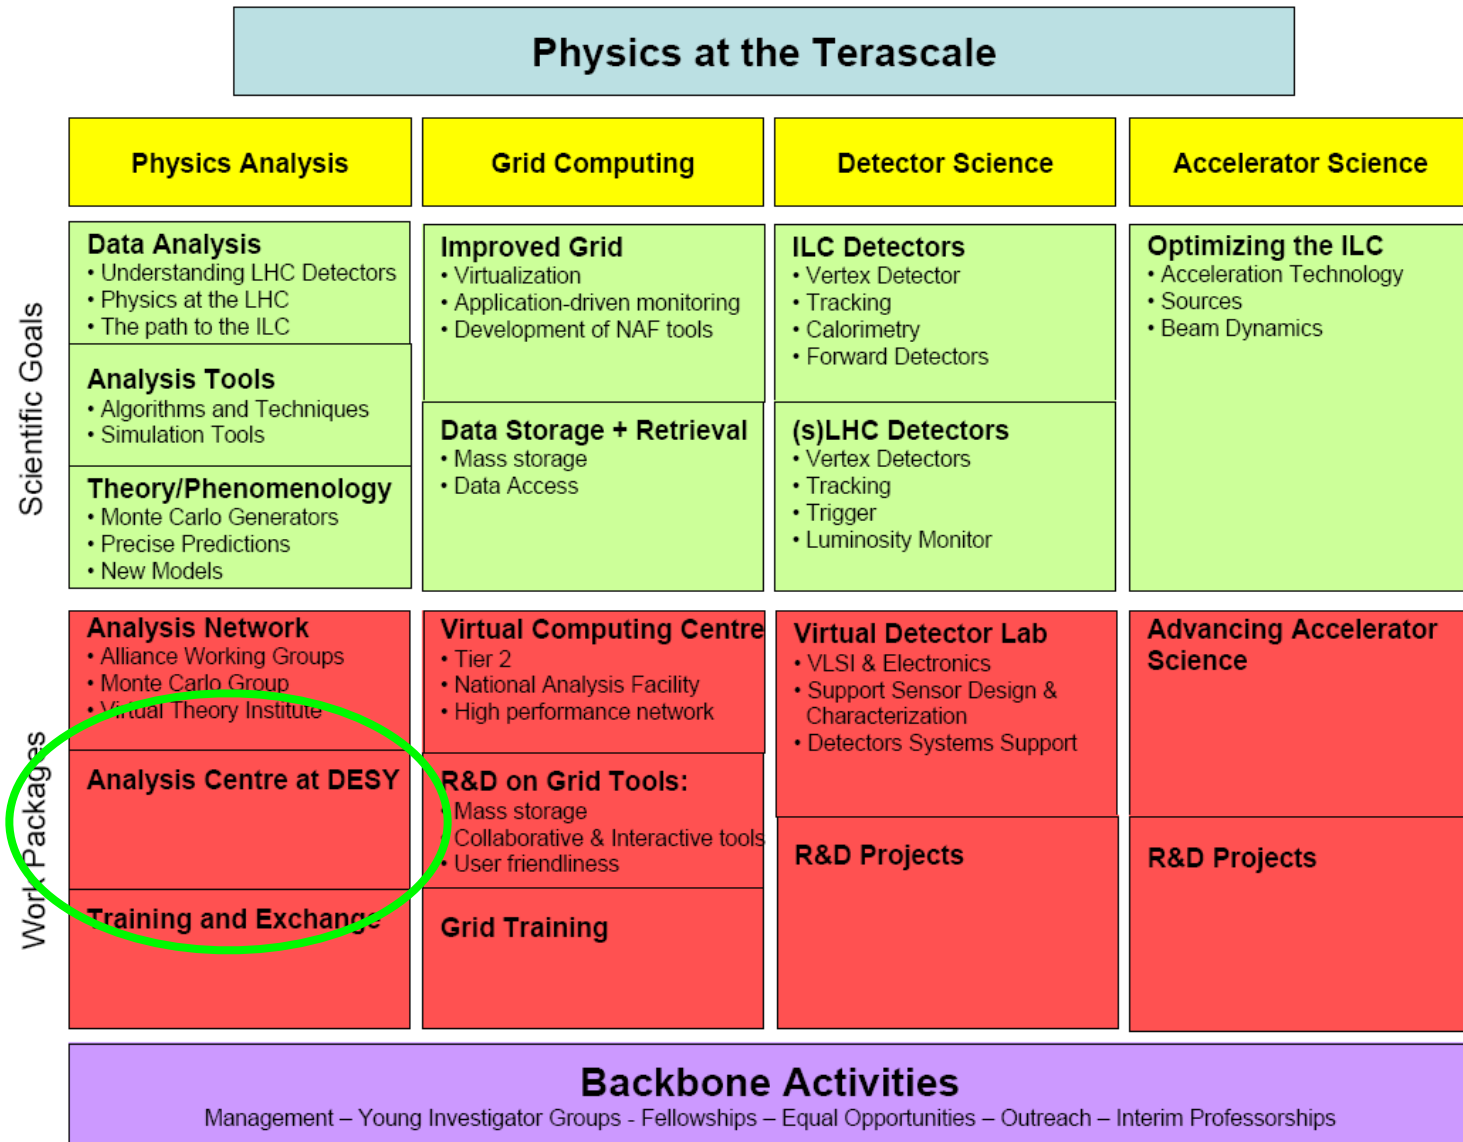 Physics at the Terascale
Physics Analysis
Grid Computing
Detector Science
Accelerator Science
Scientific Goals
Data Analysis
• Understanding LHC Detectors
• Physics at the LHC
• The path to the ILC
Analysis Tools
• Algorithms and Techniques
• Simulation Tools
Theory/Phenomenology
• Monte Carlo Generators
• Precise Predictions
• New Models
Improved Grid
• Virtualization
• Application-driven monitoring
• Development of NAF tools
Data Storage + Retrieval
• Mass storage
• Data Access
ILC Detectors
• Vertex Detector
• Tracking
• Calorimetry
• Forward Detectors
(s)LHC Detectors
• Vertex Detectors
• Tracking
• Trigger
• Luminosity Monitor
Optimizing the ILC
• Acceleration Technology
• Sources
• Beam Dynamics
Work Packages
Analysis Network
• Alliance Working Groups
• Monte Carlo Group
• Virtual Theory Institute
Analysis Centre at DESY
Training and Exchange
Virtual Computing Centre
• Tier 2
• National Analysis Facility
• High performance network
R&D on Grid Tools:
• Mass storage
• Collaborative & Interactive tools
• User friendliness
Grid Training
Virtual Detector Lab
• VLSI & Electronics
• Support Sensor Design &
Characterization
• Detectors Systems Support
R&D Projects
Advancing Accelerator
Science
R&D Projects
Backbone Activities
Management – Young Investigator Groups - Fellowships – Equal Opportunities – Outreach – Interim Professorships